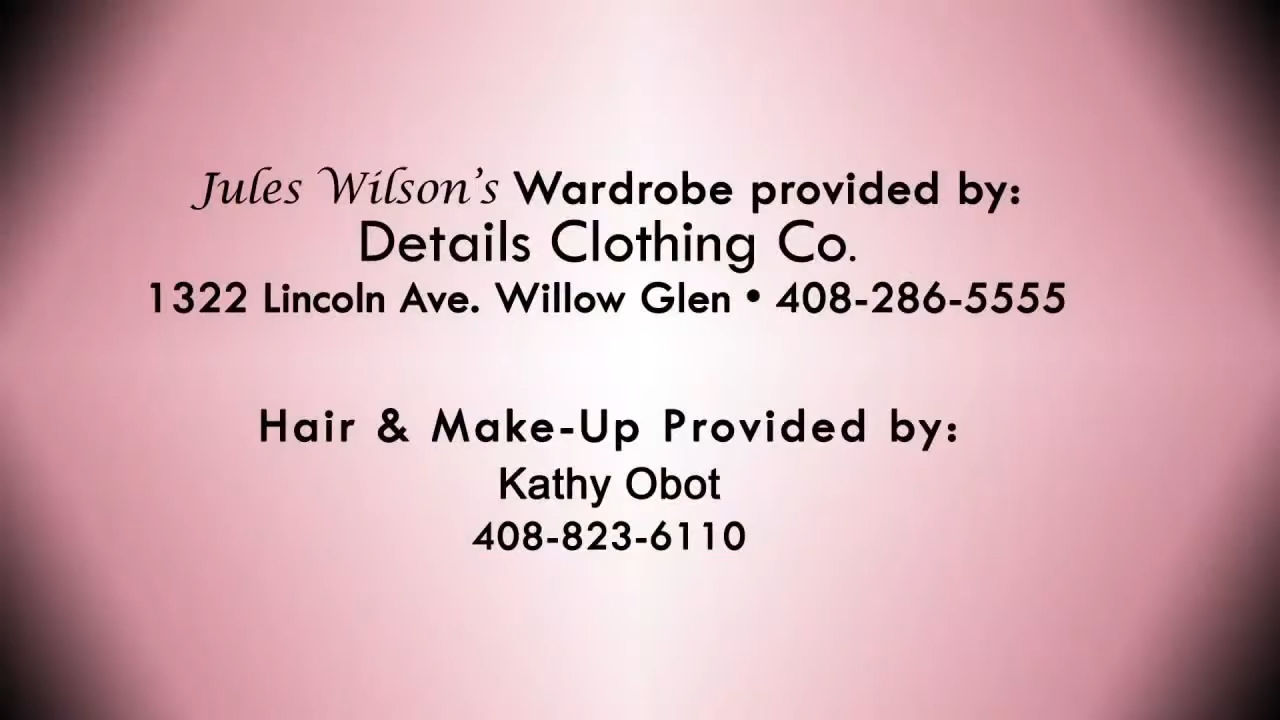 Jules Wilson's Wardrobe provided by:
Details Clothing Co.
1322 Lincoln Ave. Willow Glen • 408-286-5555
Hair & Make-Up Provided by:
Kathy Obot
408-823-6110